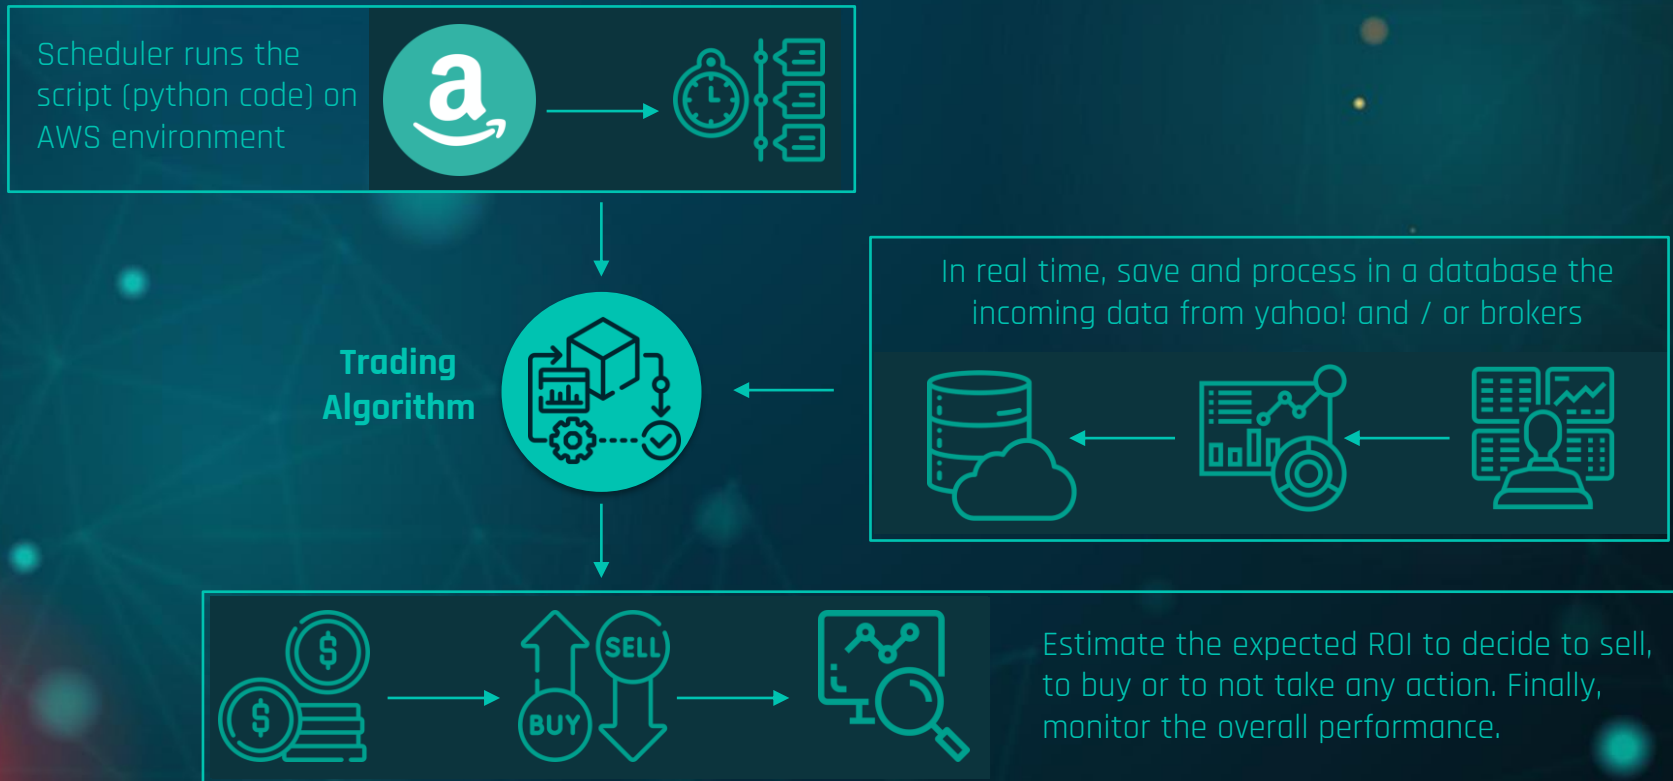 Scheduler runs the
script (python code) on
AWS environment
a
In real time, save and process in a database the
incoming data from yahoo! and / or brokers
Trading
Algorithm
$
$
SELL
BUY
Estimate the expected ROI to decide to sell,
to buy or to not take any action. Finally,
monitor the overall performance.